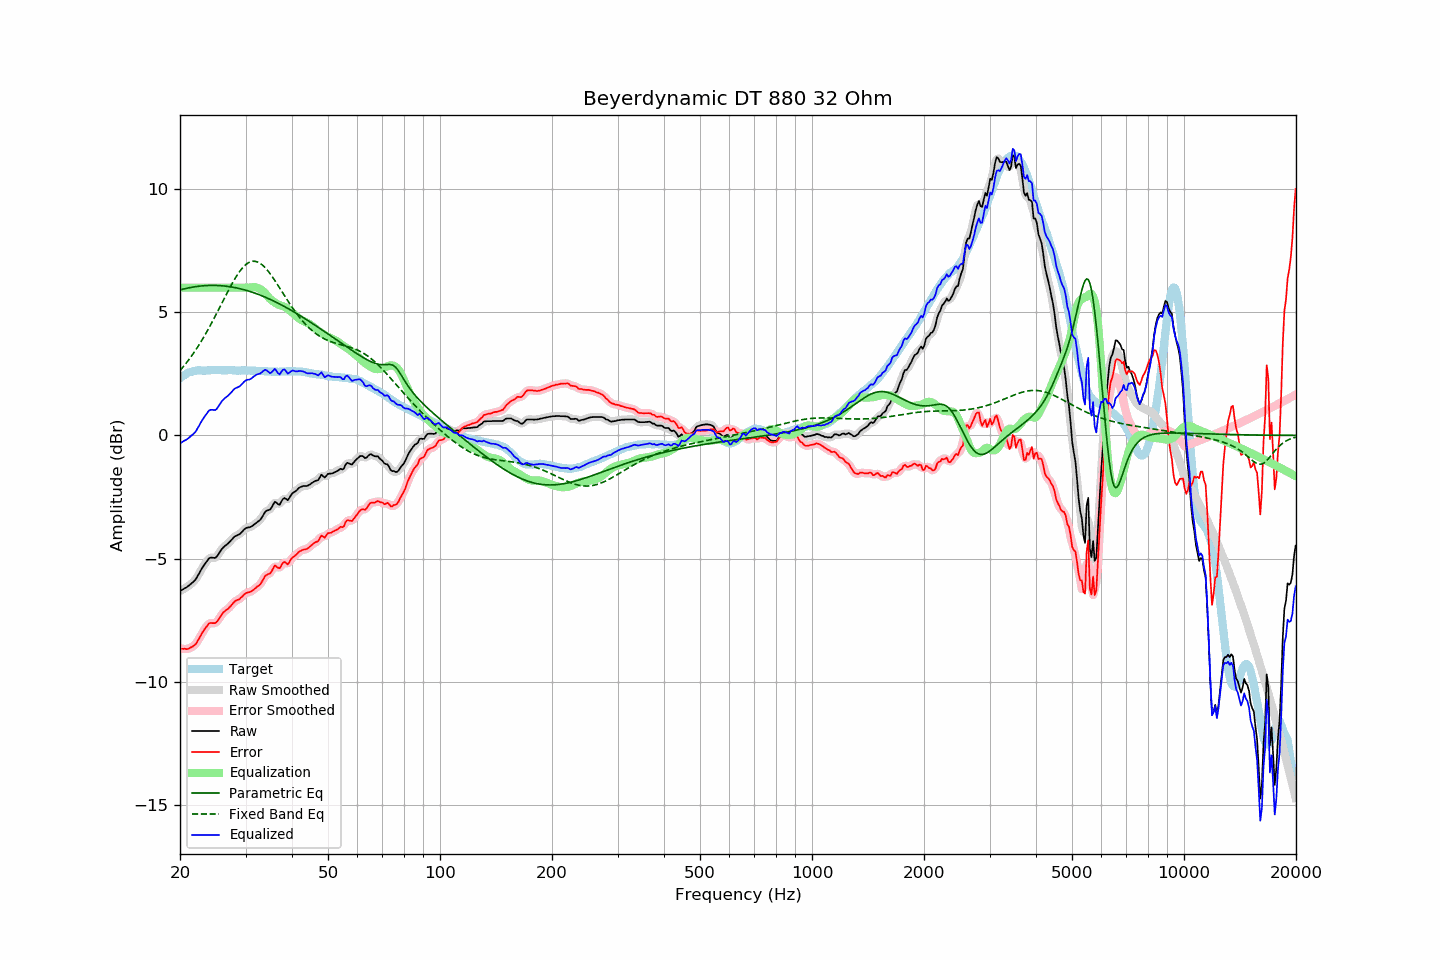 Beyerdynamic DT 880 32 Ohm
Amplitude (dBr)
10
5
0
−5
−10
−15
Target
Raw Smoothed
Error Smoothed
Raw
Error
Equalization
Parametric Eq
Fixed Band Eq
Equalized
20 50 100 200 500 1000 2000 5000 10000 20000
Frequency (Hz)